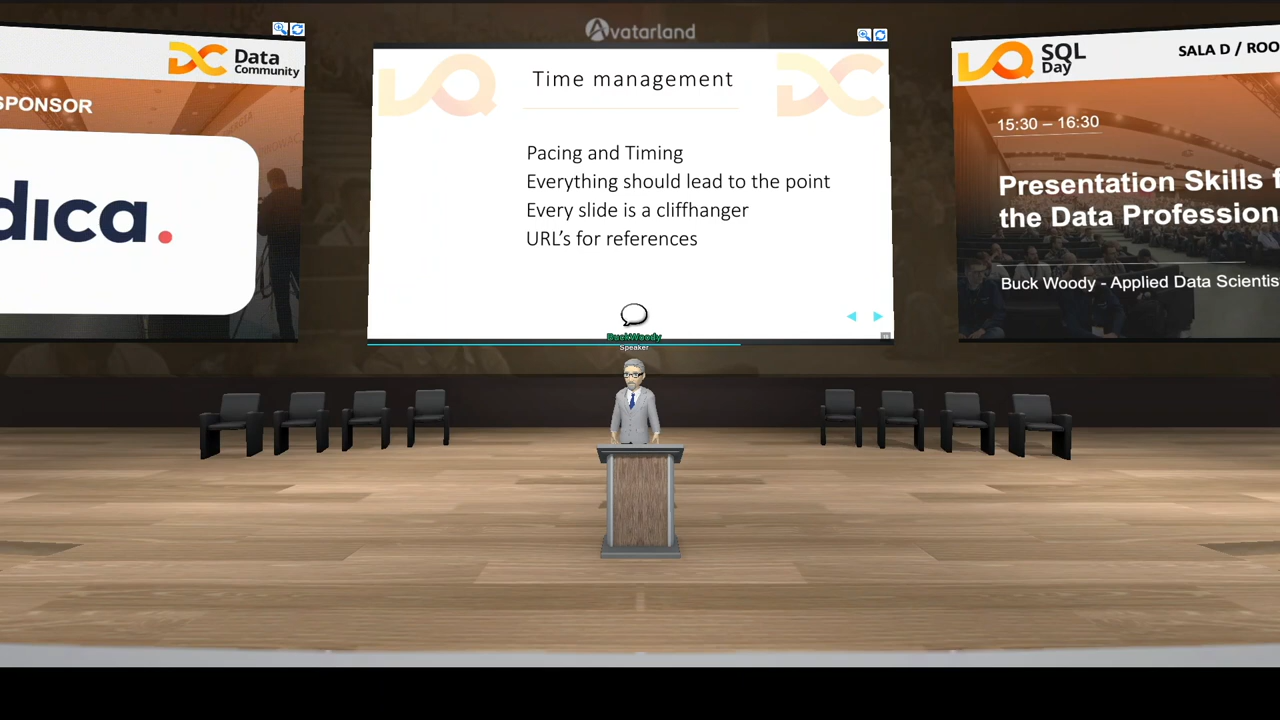 Avatarland
Data
Community
SPONSOR
dica.
Time management
Pacing and Timing
Everything should lead to the point
Every slide is a cliffhanger
URL’s for references
BuckWoody
Speaker
SQL
Day
SALA D / ROO
15:30 – 16:30
Presentation Skills f
the Data Profession
Buck Woody - Applied Data Scientis